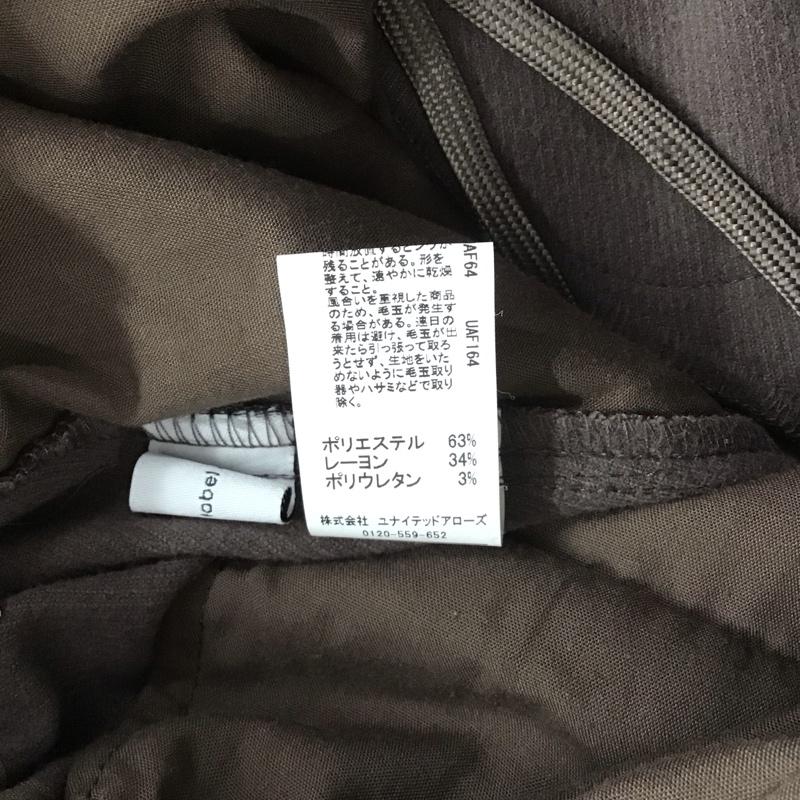 残ることがある。形を
整えて、速やかに乾燥
すること。
風合いを重視した商品
のため、毛玉が発生す
る場合がある。連日の
着用は避け、毛玉が出
来たら引っ張って取ろ
うとせず、生地をいた
めないように毛玉取り
器やハサミなどで取り
除く。
AF64
UAF164
ポリエステル 63%
レーヨン 34%
ポリウレタン 3%
株式会社 ユナイテッドアローズ
0120-559-652
label